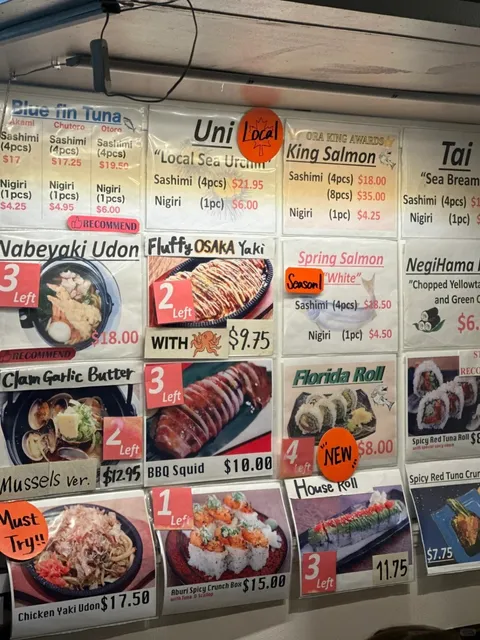 Blue fin Tuna
Akami Chutoro Otoro
Sashimi (4pcs) $17
Sashimi (4pcs) $17.25
Sashimi (4pcs) $19.50
Nigiri (1pcs) $4.25
Nigiri (1pcs) $4.95
Nigiri (1pcs) $6.00
RECOMMEND
Uni
Local
"Local Sea Urchin"
Sashimi (4pcs) $21.95
Nigiri (1pc) $6.00
ORA KING AWARDS
King Salmon
Sashimi (4pcs) $18.00
(8pcs) $35.00
Nigiri (1pc) $4.25
Tai
"Sea Bream
Sashimi (4pcs)
Nigiri (1pc)
Nabeyaki Udon
3 Left
$18.00
RECOMMEND
Fluffy OSAKA Yaki
2 Left
WITH
$9.75
Spring Salmon
Season!
"White"
Sashimi (4pcs) $18.50
Nigiri (1pc) $4.50
NegiHama
"Chopped Yellowta
and Green O
$6.
Clam Garlic Butter
2 Left
Mussels Ver.
$12.95
3 Left
BBQ Squid $10.00
Florida Roll
4 Left
NEW
$8.00
Spicy Red Tuna Roll
Must Try!!
Chicken Yaki Udon $17.50
1 Left
Aburi Spicy Crunch Box $15.00
House Roll
3 Left
11.75
Spicy Red Tuna Crun
$7.75